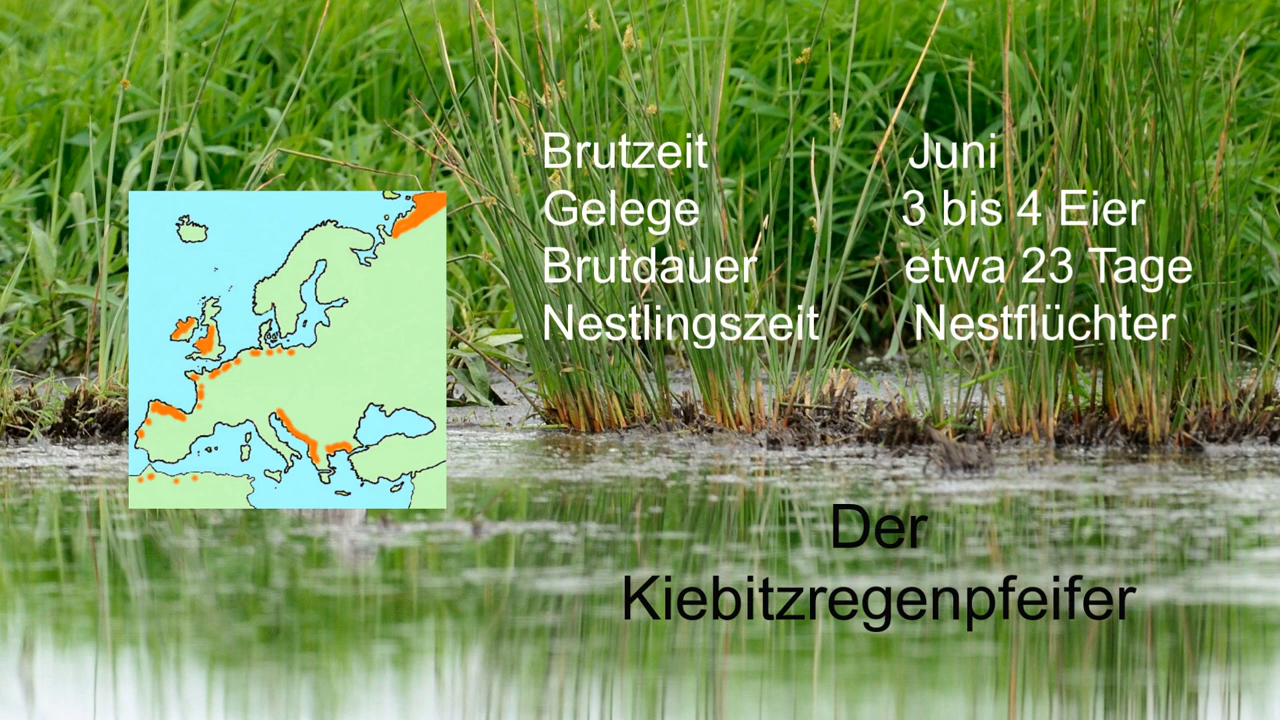 Brutzeit Juni
Gelege 3 bis 4 Eier
Brutdauer etwa 23 Tage
Nestlingszeit Nestflüchter
Der
Kiebitzregenpfeifer